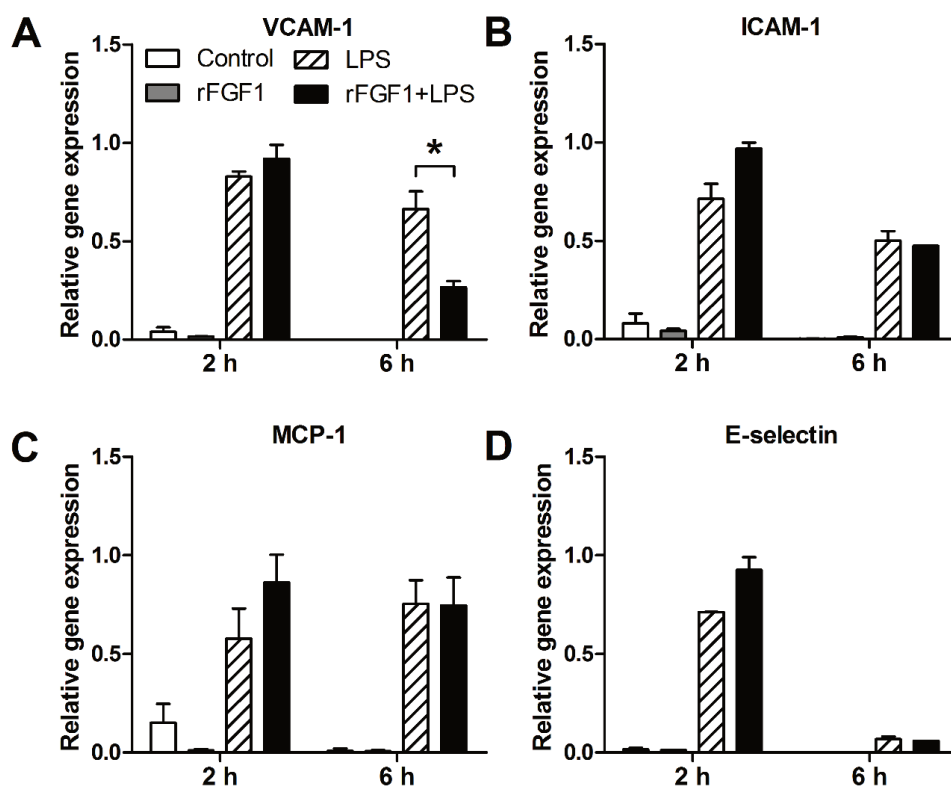 A
VCAM-1
Relative gene expression
1.5
1.0
0.5
0.0
Control
LPS
rFGF1
rFGF1+LPS
*
2 h
6 h
B
ICAM-1
Relative gene expression
1.5
1.0
0.5
0.0
2 h
6 h
C
MCP-1
Relative gene expression
1.5
1.0
0.5
0.0
2 h
6 h
D
E-selectin
Relative gene expression
1.5
1.0
0.5
0.0
2 h
6 h